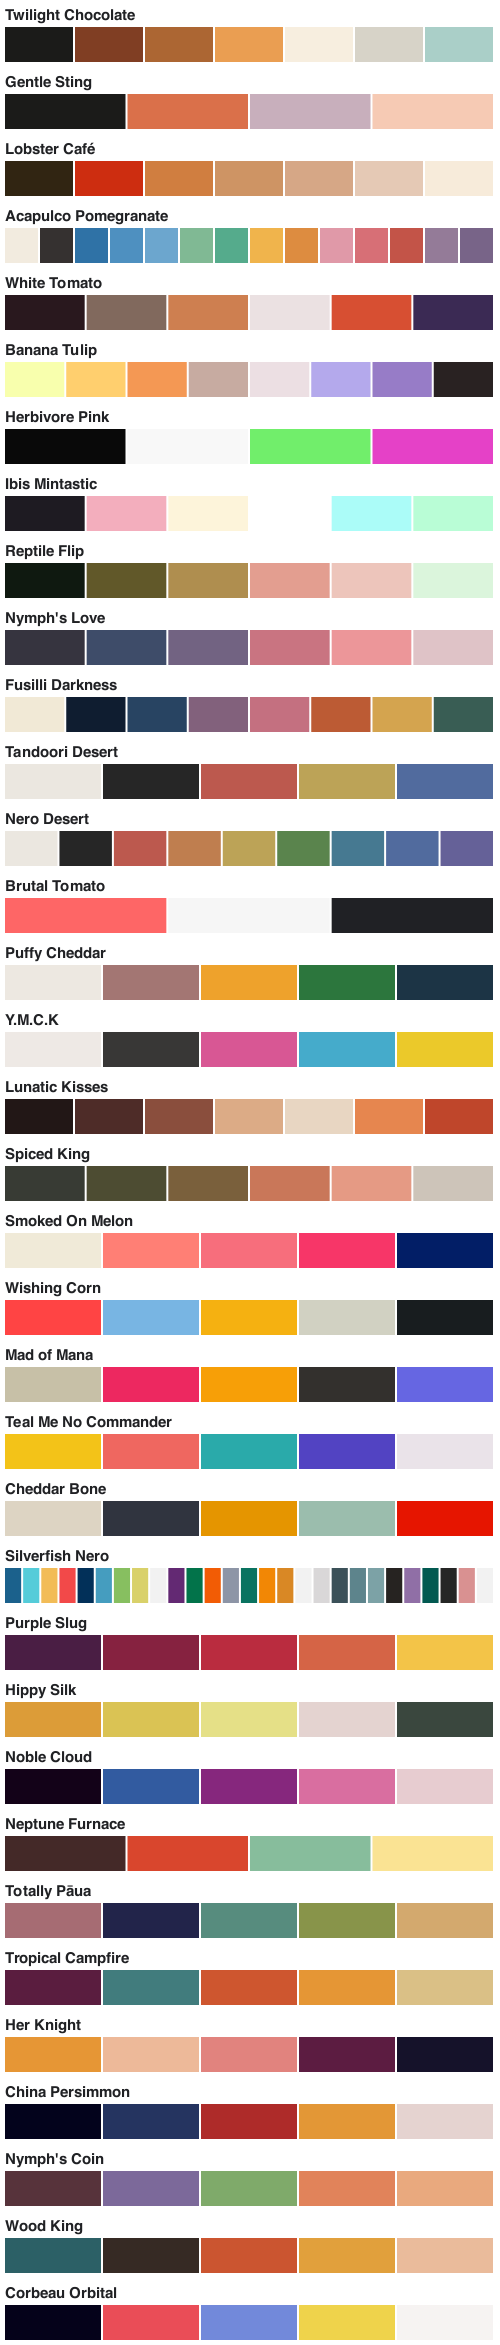 Twilight Chocolate
Gentle Sting
Lobster Café
Acapulco Pomegranate
White Tomato
Banana Tulip
Herbivore Pink
Ibis Mintastic
Reptile Flip
Nymph's Love
Fusilli Darkness
Tandoori Desert
Nero Desert
Brutal Tomato
Puffy Cheddar
Y.M.C.K
Lunatic Kisses
Spiced King
Smoked On Melon
Wishing Corn
Mad of Mana
Teal Me No Commander
Cheddar Bone
Silverfish Nero
Purple Slug
Hippy Silk
Noble Cloud
Neptune Furnace
Totally Pāua
Tropical Campfire
Her Knight
China Persimmon
Nymph's Coin
Wood King
Corbeau Orbital